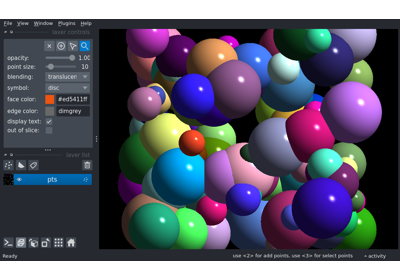 File View Window Plugins Help
layer controls
opacity: 1.00
point size: 10
blending: translucen
symbol: disc
face color: #ed5411ff
edge color: dimgrey
display text:
out of slice:
layer list
pts
Ready use <2> for add points, use <3> for select points activity